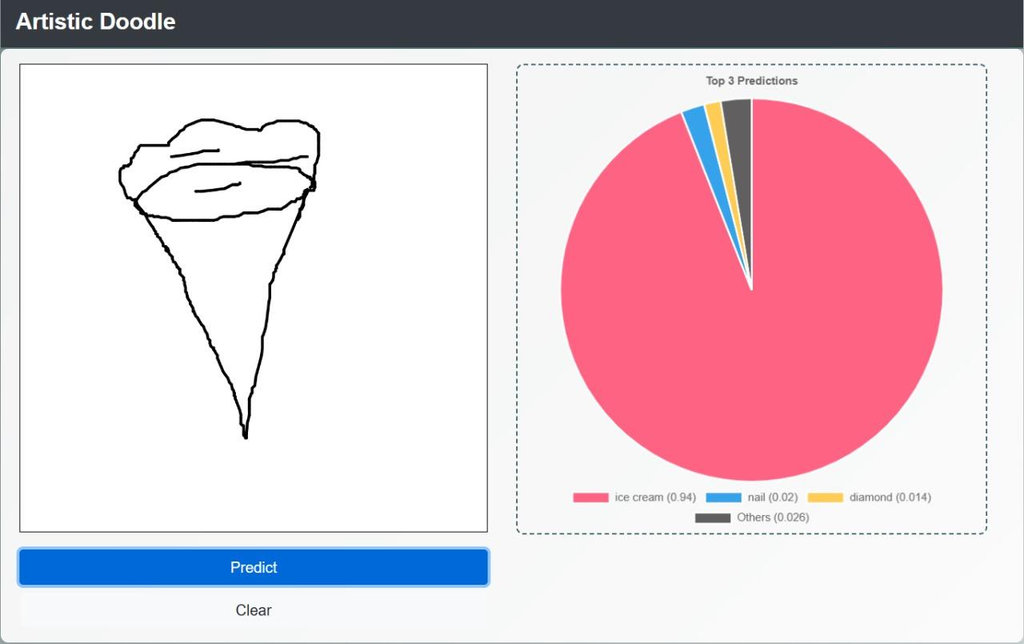 Artistic Doodle
Top 3 Predictions
ice cream (0.94) nail (0.02) diamond (0.014)
Others (0.026)
Predict
Clear